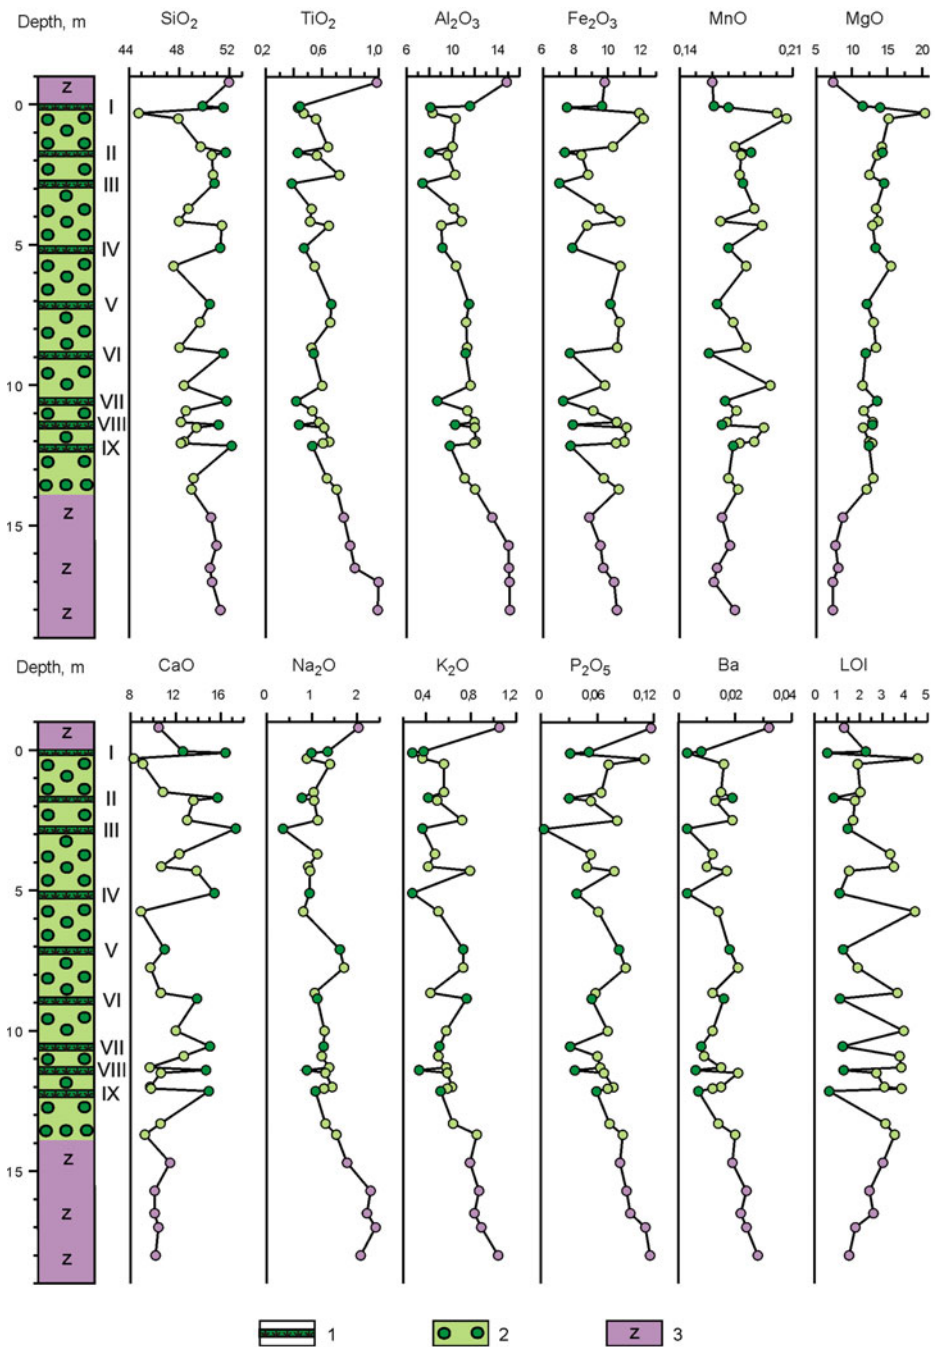 Depth, m SiO2 TiO2 Al2O3 Fe2O3 MnO MgO
44 48 52 0,2 0,6 1,0 6 10 14 6 8 10 12 0,14 0,21 5 10 15 20
z
0 I
II
III
5 IV
V
VI
10 VII
VIII
IX
15 z
z
z
Depth, m CaO Na2O K2O P2O5 Ba LOI
8 12 16 0 1 2 0,4 0,8 1,2 0 0,06 0,12 0 0,02 0,04 0 1 2 3 4 5
z
0 I
II
III
5 IV
V
VI
10 VII
VIII
IX
15 z
z
z
1 2 z 3